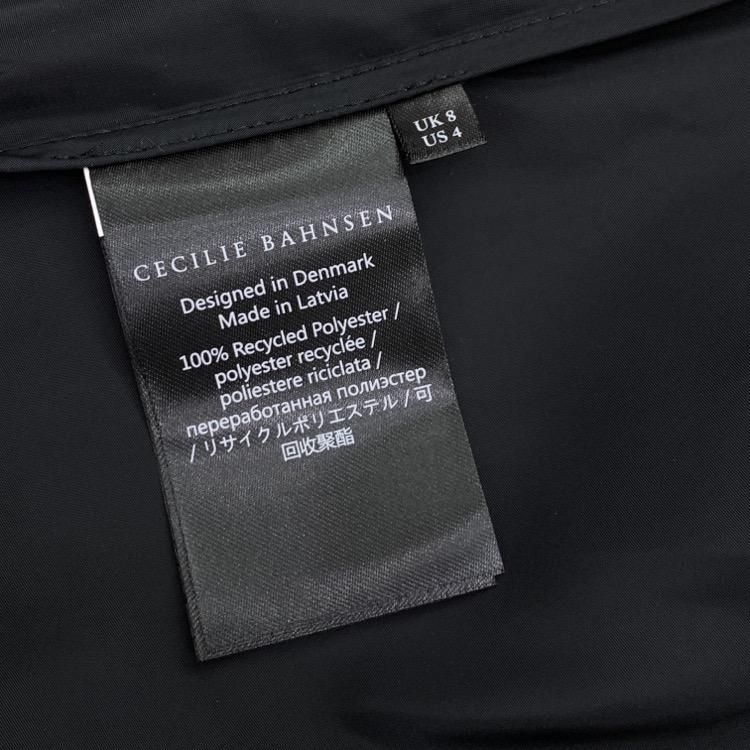 UK 8
US 4
CECILIE BAHNSEN
Designed in Denmark
Made in Latvia
100% Recycled Polyester /
polyester recyclée /
poliestere riciclata /
переработанная полиэстер
/ リサイクルポリエステル / 可
回收聚酯